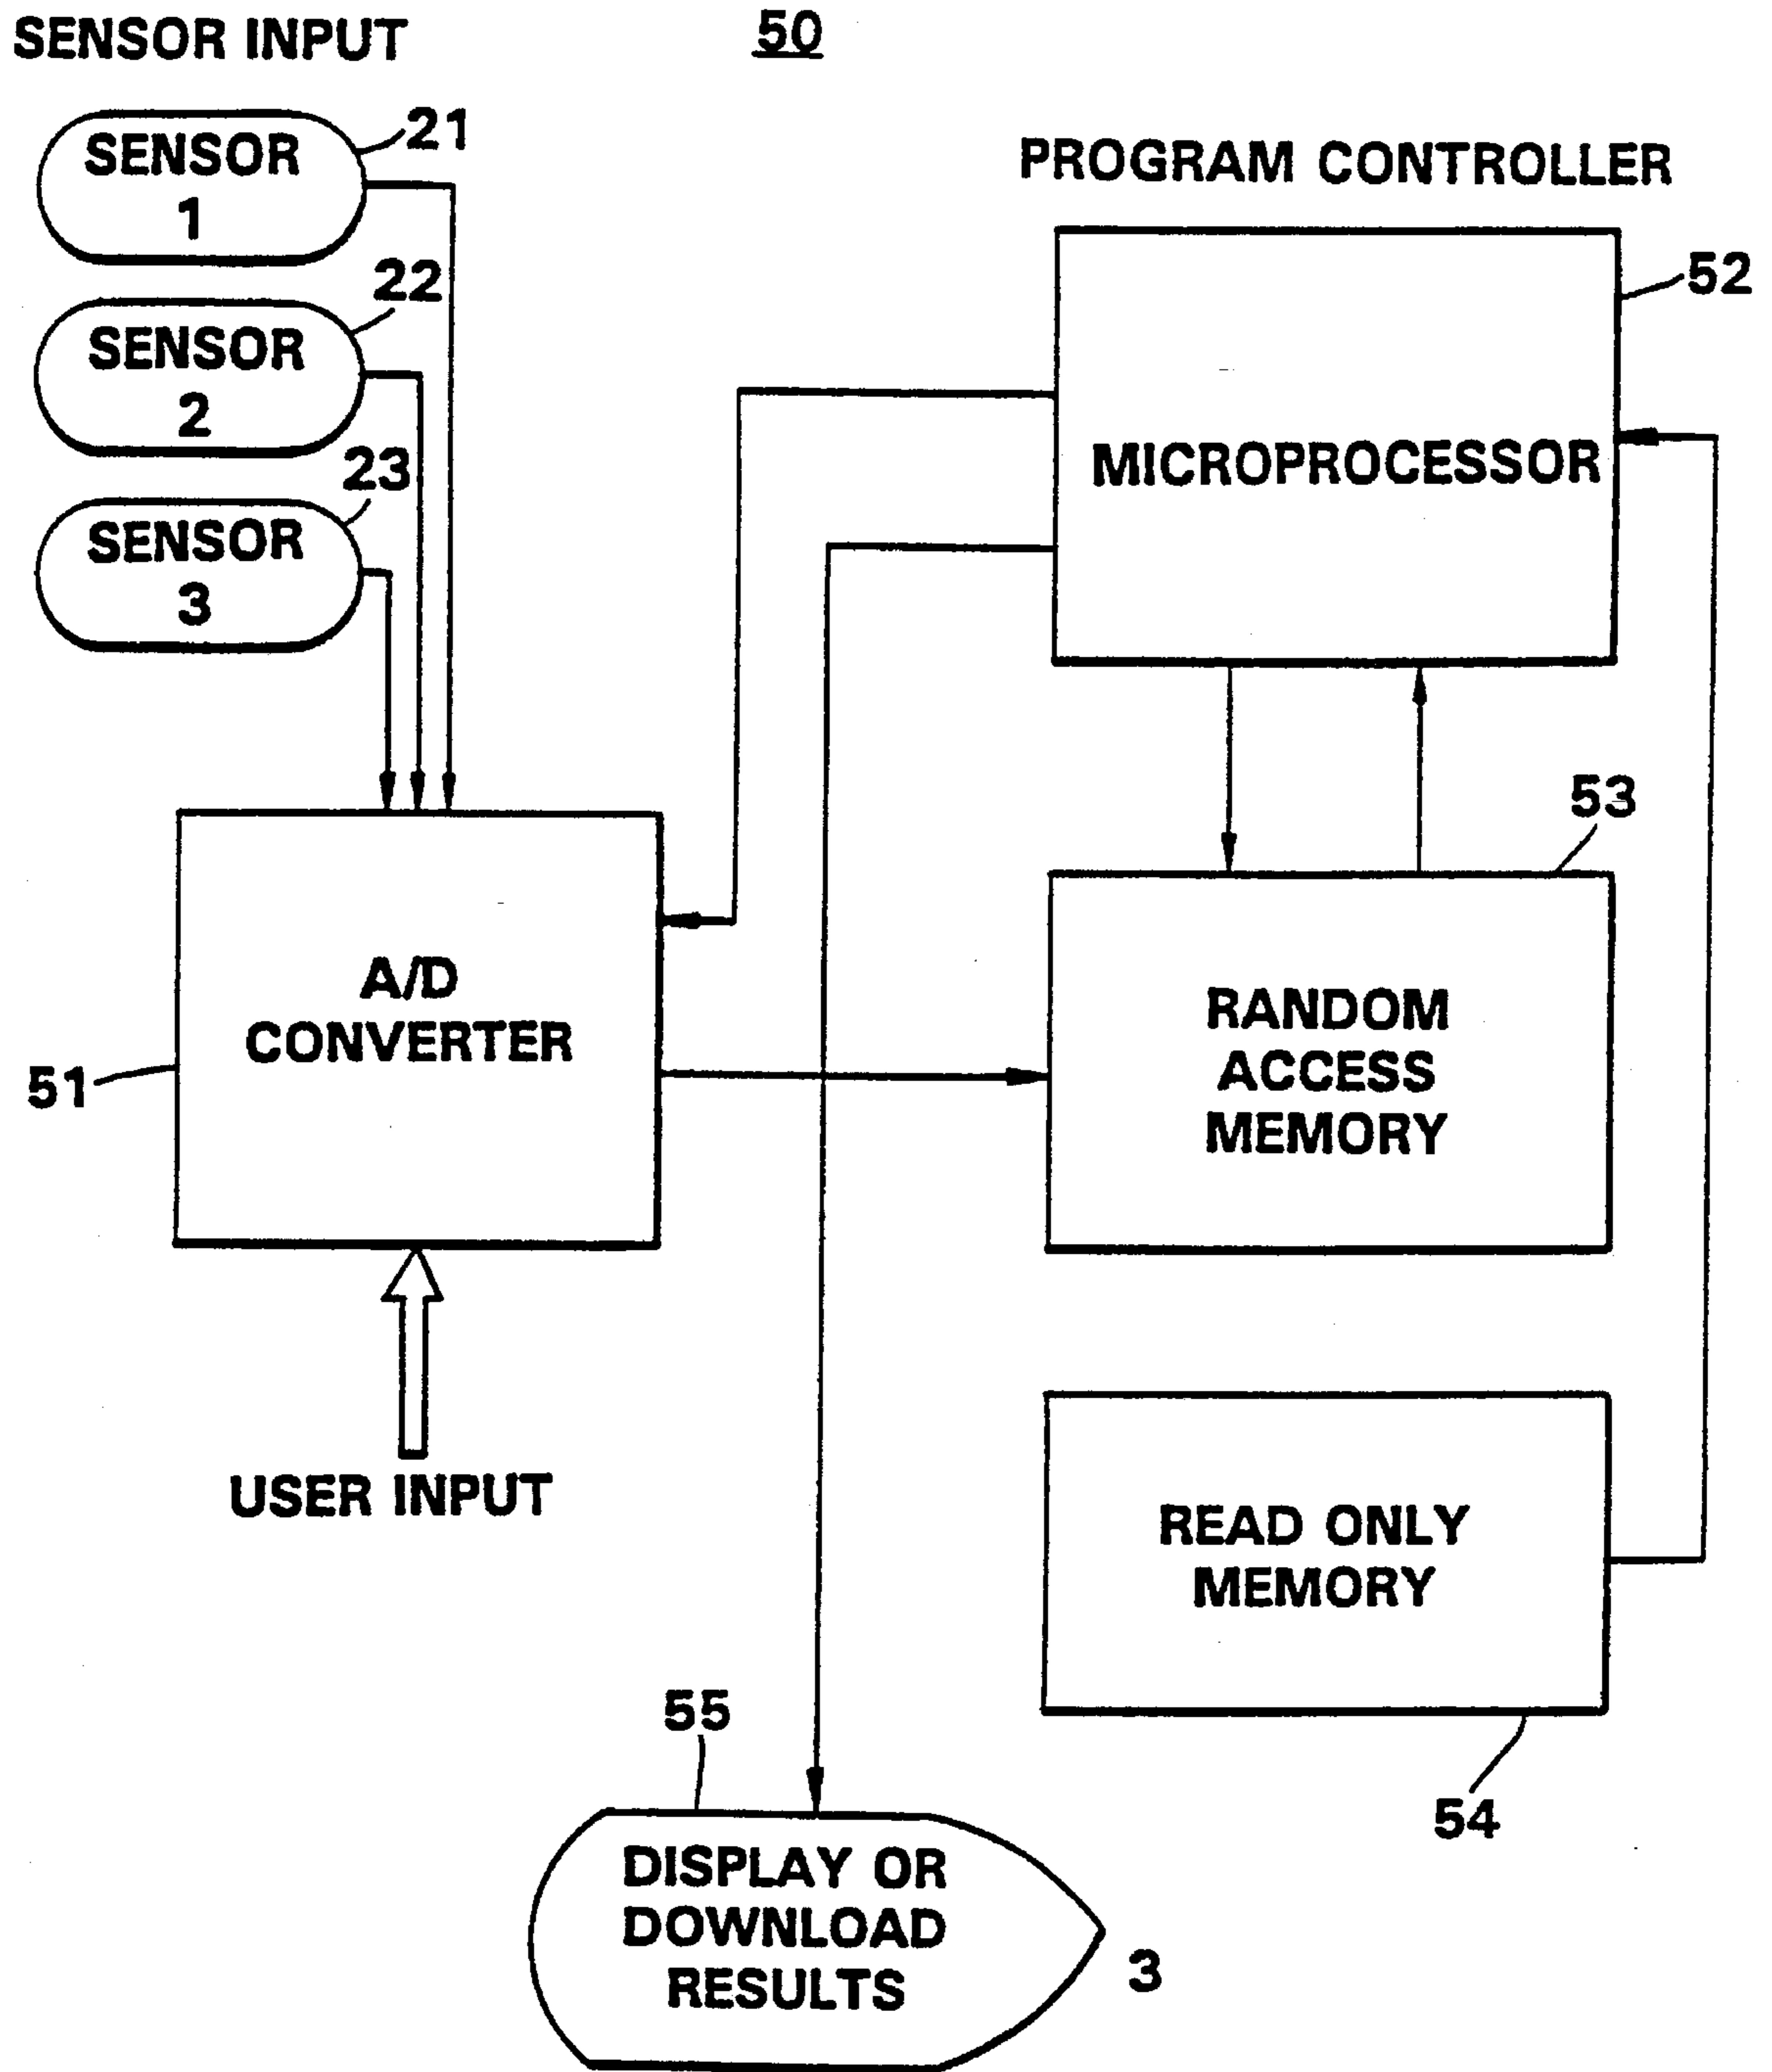 SENSOR INPUT
50
SENSOR
1
21
SENSOR
2
22
SENSOR
3
23
PROGRAM CONTROLLER
MICROPROCESSOR
52
53
A/D
CONVERTER
51
RANDOM
ACCESS
MEMORY
USER INPUT
READ ONLY
MEMORY
54
55
DISPLAY OR
DOWNLOAD
RESULTS
3